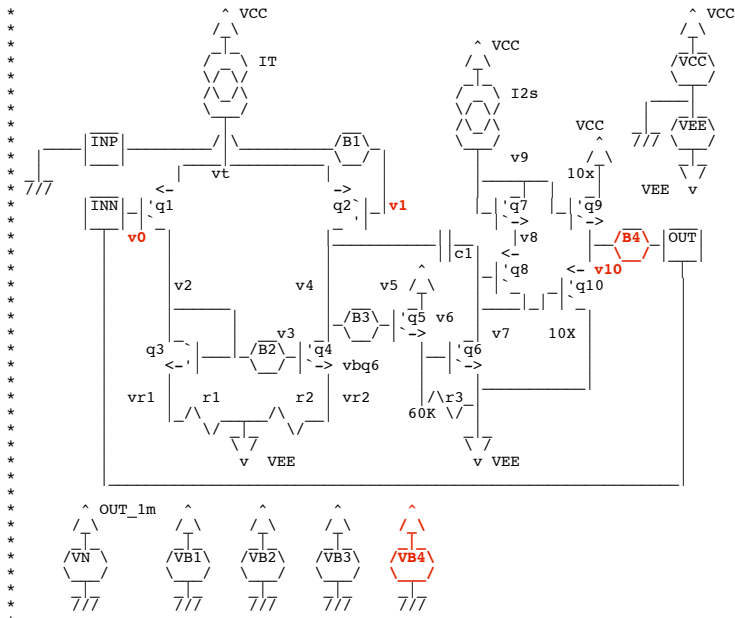 VCC VCC
IT VCC VCC
I2s
INP B1 VCC VEE
v9
vt 10x
VEE v
INN 'q1 q2` v1 'q7 'q9
v0 v8 B4 OUT
c1
'q8 v10
v2 v4 v5 'q10
v3 B3 'q5 v6 v7 10X
q3 B2 'q4 'q6
vbq6
vr1 r1 r2 vr2 r3
60K
v VEE v VEE
OUT_1m
VN VB1 VB2 VB3 VB4